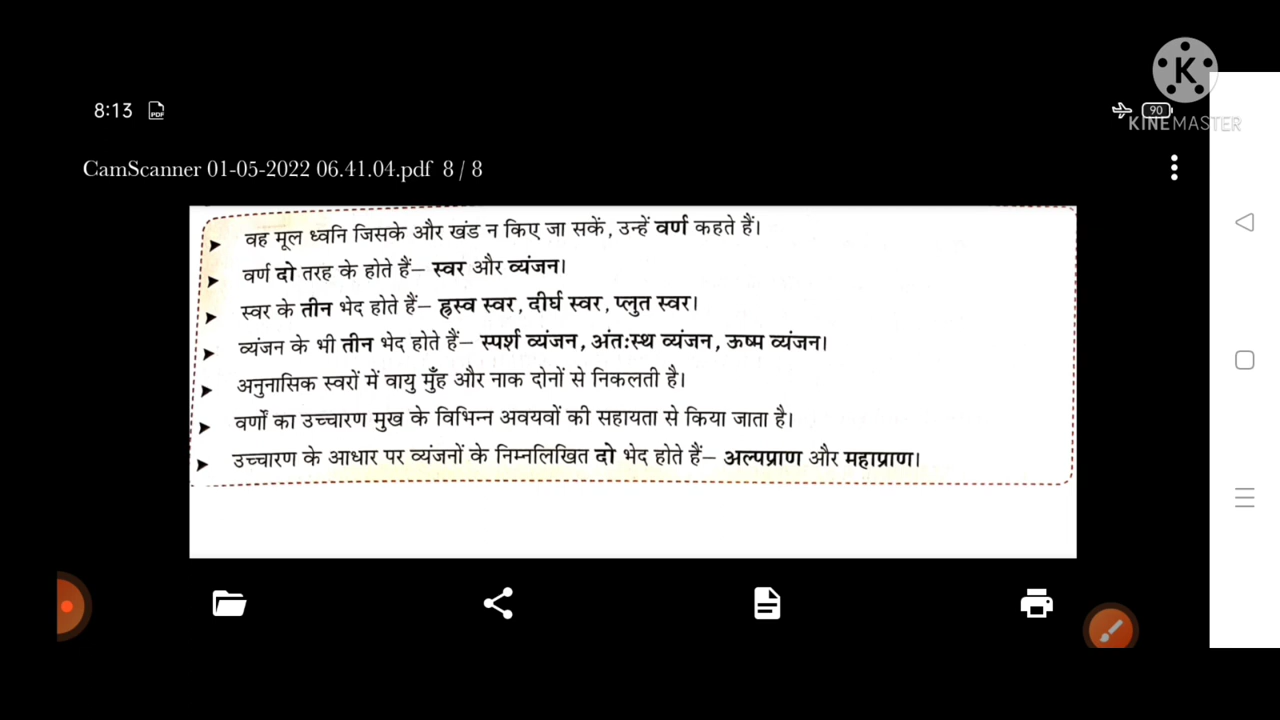 8:13
90
KINEMASTER
CamScanner 01-05-2022 06.41.04.pdf 8 / 8
➤ वह मूल ध्वनि जिसके और खंड न किए जा सकें, उन्हें वर्ण कहते हैं।
➤ वर्ण दो तरह के होते हैं– स्वर और व्यंजन।
➤ स्वर के तीन भेद होते हैं– ह्रस्व स्वर, दीर्घ स्वर, प्लुत स्वर।
➤ व्यंजन के भी तीन भेद होते हैं– स्पर्श व्यंजन, अंतःस्थ व्यंजन, ऊष्म व्यंजन।
➤ अनुनासिक स्वरों में वायु मुँह और नाक दोनों से निकलती है।
➤ वर्णों का उच्चारण मुख के विभिन्न अवयवों की सहायता से किया जाता है।
➤ उच्चारण के आधार पर व्यंजनों के निम्नलिखित दो भेद होते हैं– अल्पप्राण और महाप्राण।